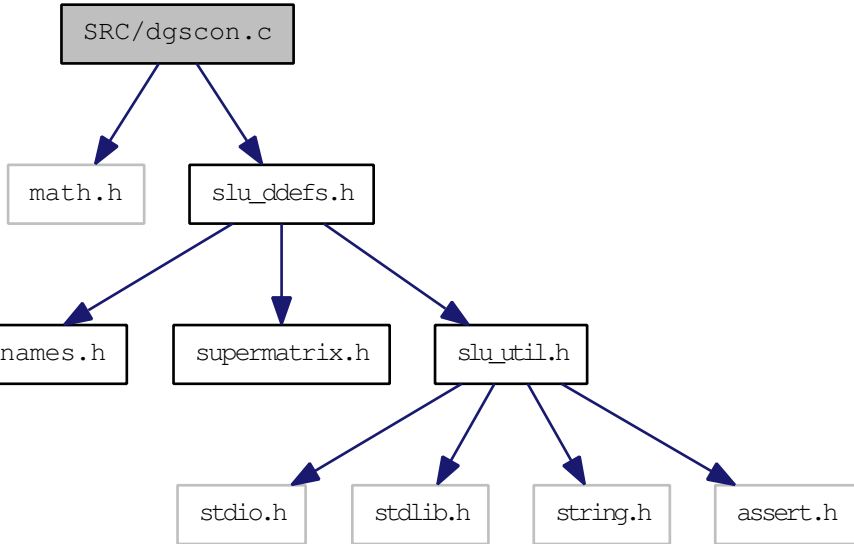 SRC/dgscon.c
math.h
slu_ddefs.h
names.h
supermatrix.h
slu_util.h
stdio.h
stdlib.h
string.h
assert.h